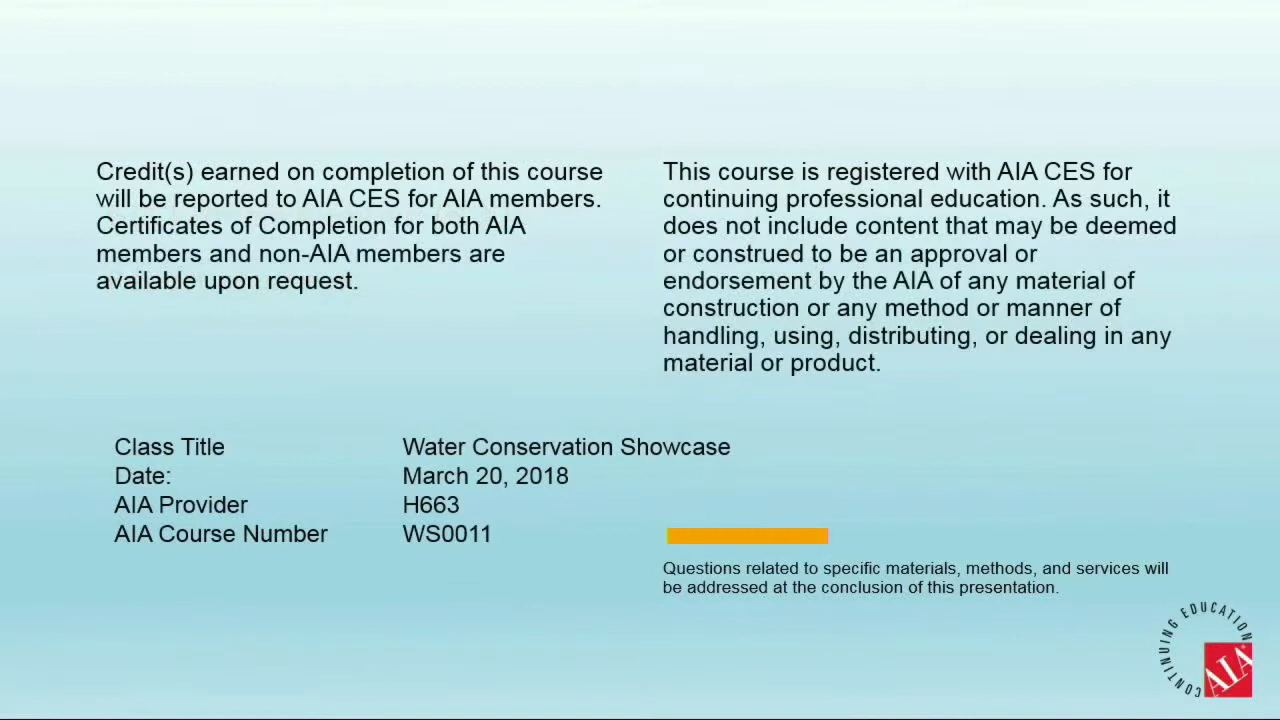 Credit(s) earned on completion of this course
will be reported to AIA CES for AIA members.
Certificates of Completion for both AIA
members and non-AIA members are
available upon request.
This course is registered with AIA CES for
continuing professional education. As such, it
does not include content that may be deemed
or construed to be an approval or
endorsement by the AIA of any material of
construction or any method or manner of
handling, using, distributing, or dealing in any
material or product.
Class Title Water Conservation Showcase
Date: March 20, 2018
AIA Provider H663
AIA Course Number WS0011
Questions related to specific materials, methods, and services will
be addressed at the conclusion of this presentation.
CONTINUING EDUCATION
AIA